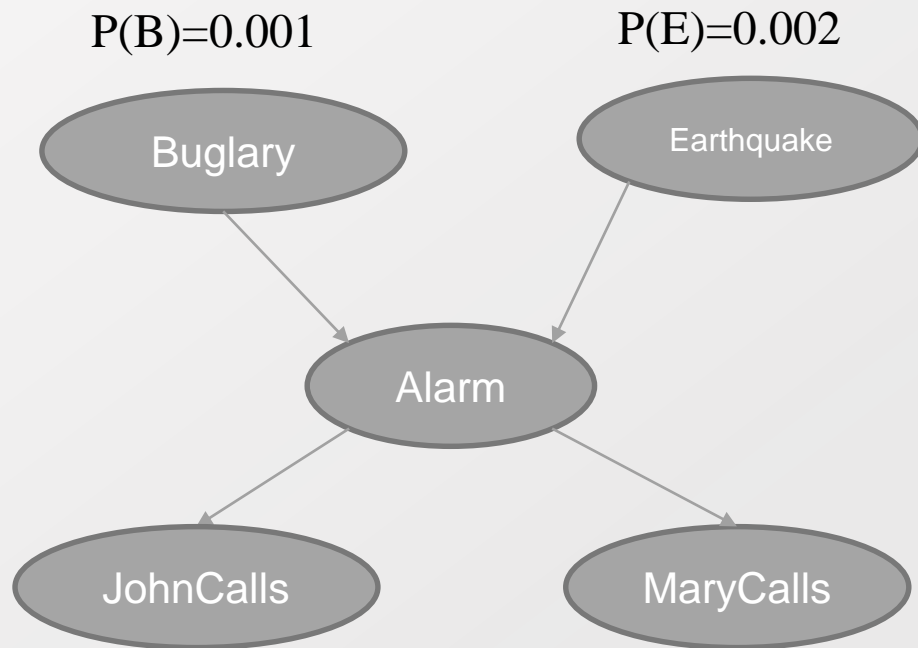 P(B)=0.001
P(E)=0.002
Buglary
Earthquake
Alarm
JohnCalls
MaryCalls